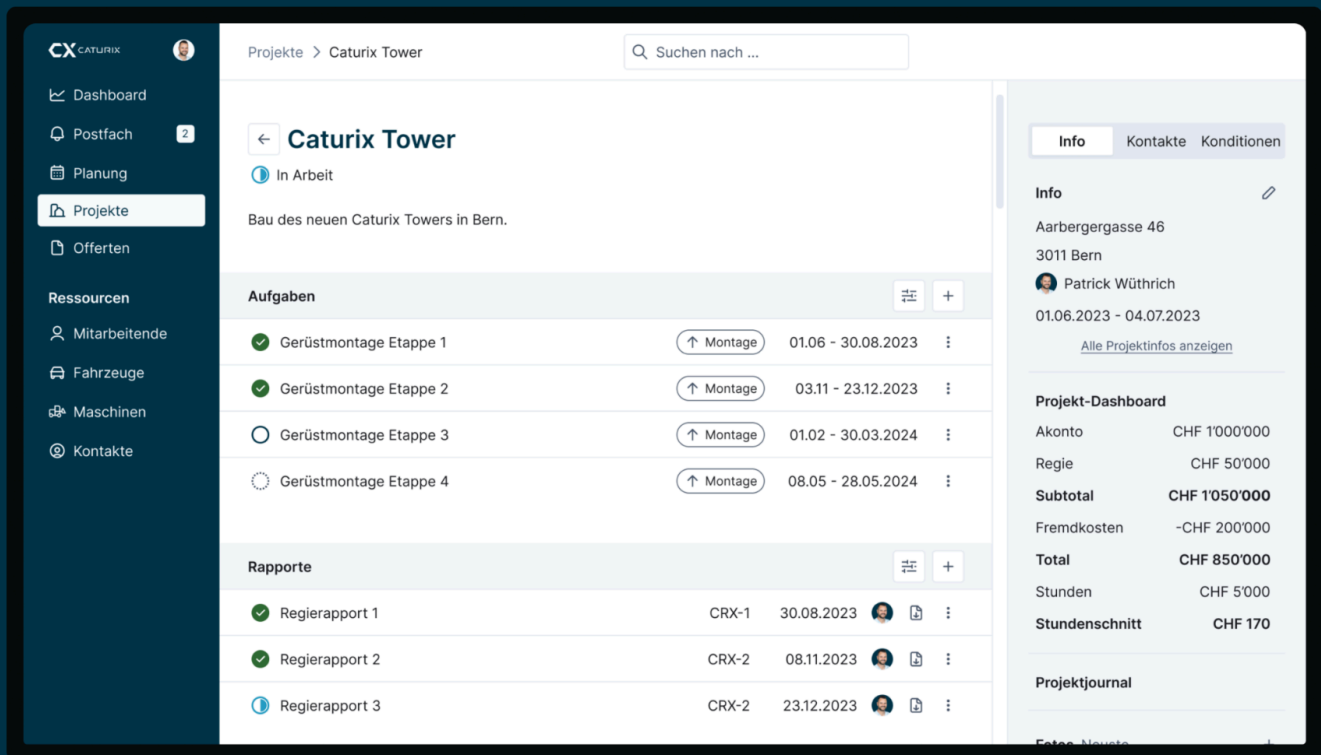 CX CATURIX
Dashboard
Postfach 2
Planung
Projekte
Offerten
Ressourcen
Mitarbeitende
Fahrzeuge
Maschinen
Kontakte
Projekte > Caturix Tower
Suchen nach ...
Caturix Tower
In Arbeit
Bau des neuen Caturix Towers in Bern.
Aufgaben
Gerüstmontage Etappe 1 Montage 01.06 - 30.08.2023
Gerüstmontage Etappe 2 Montage 03.11 - 23.12.2023
Gerüstmontage Etappe 3 Montage 01.02 - 30.03.2024
Gerüstmontage Etappe 4 Montage 08.05 - 28.05.2024
Rapporte
Regierapport 1 CRX-1 30.08.2023
Regierapport 2 CRX-2 08.11.2023
Regierapport 3 CRX-2 23.12.2023
Info Kontakte Konditionen
Info
Aarbergergasse 46
3011 Bern
Patrick Wüthrich
01.06.2023 - 04.07.2023
Alle Projektinfos anzeigen
Projekt-Dashboard
Akonto CHF 1'000'000
Regie CHF 50'000
Subtotal CHF 1'050'000
Fremdkosten -CHF 200'000
Total CHF 850'000
Stunden CHF 5'000
Stundenschnitt CHF 170
Projektjournal
Fotos Neuste